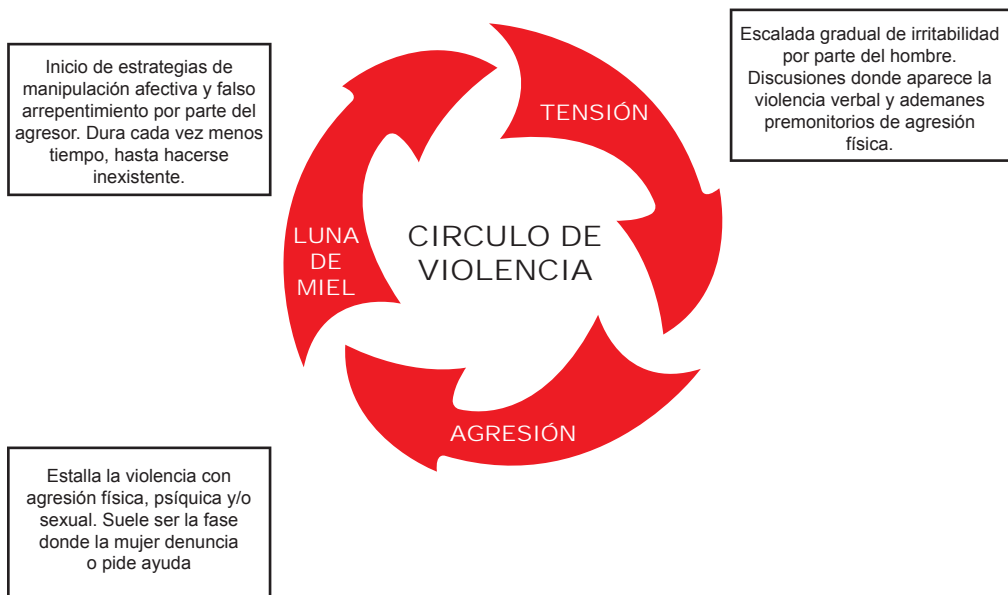 Inicio de estrategias de
manipulación afectiva y falso
arrepentimiento por parte del
agresor. Dura cada vez menos
tiempo, hasta hacerse
inexistente.
Escalada gradual de irritabilidad
por parte del hombre.
Discusiones donde aparece la
violencia verbal y ademanes
premonitorios de agresión
física.
TENSIÓN
LUNA
DE
MIEL
CIRCULO DE
VIOLENCIA
AGRESIÓN
Estalla la violencia con
agresión física, psíquica y/o
sexual. Suele ser la fase
donde la mujer denuncia
o pide ayuda